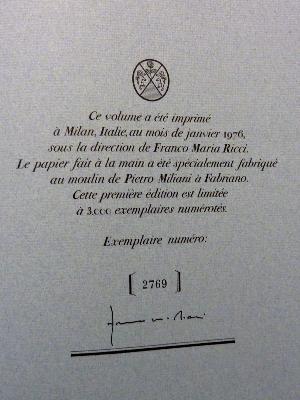 Ce volume a été imprimé
à Milan, Italie, au mois de janvier 1976,
sous la direction de Franco Maria Ricci.
Le papier fait à la main a été spécialement fabriqué
au moulin de Pietro Miliani à Fabriano.
Cette première édition est limitée
à 3.000 exemplaires numérotés.
Exemplaire numéro:
[ 2769 ]